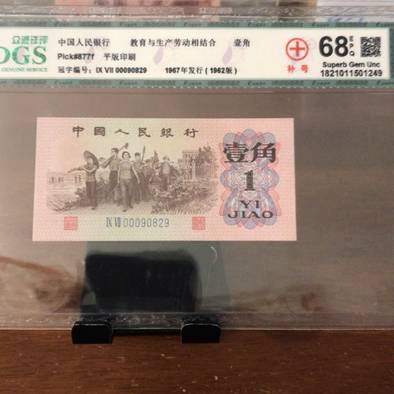 众诚评级 中国人民银行 教育与生产劳动相结合 壹角 68 EPQ
OGS Pick#877f 平版印刷 补号 Superb Gem Unc
GENUINE SERVICE 冠字编号：IX VII 00090829 1967年发行（1962版） 1821011501249
中国人民银行
壹角
1
YI
JIAO
IX VII 00090829